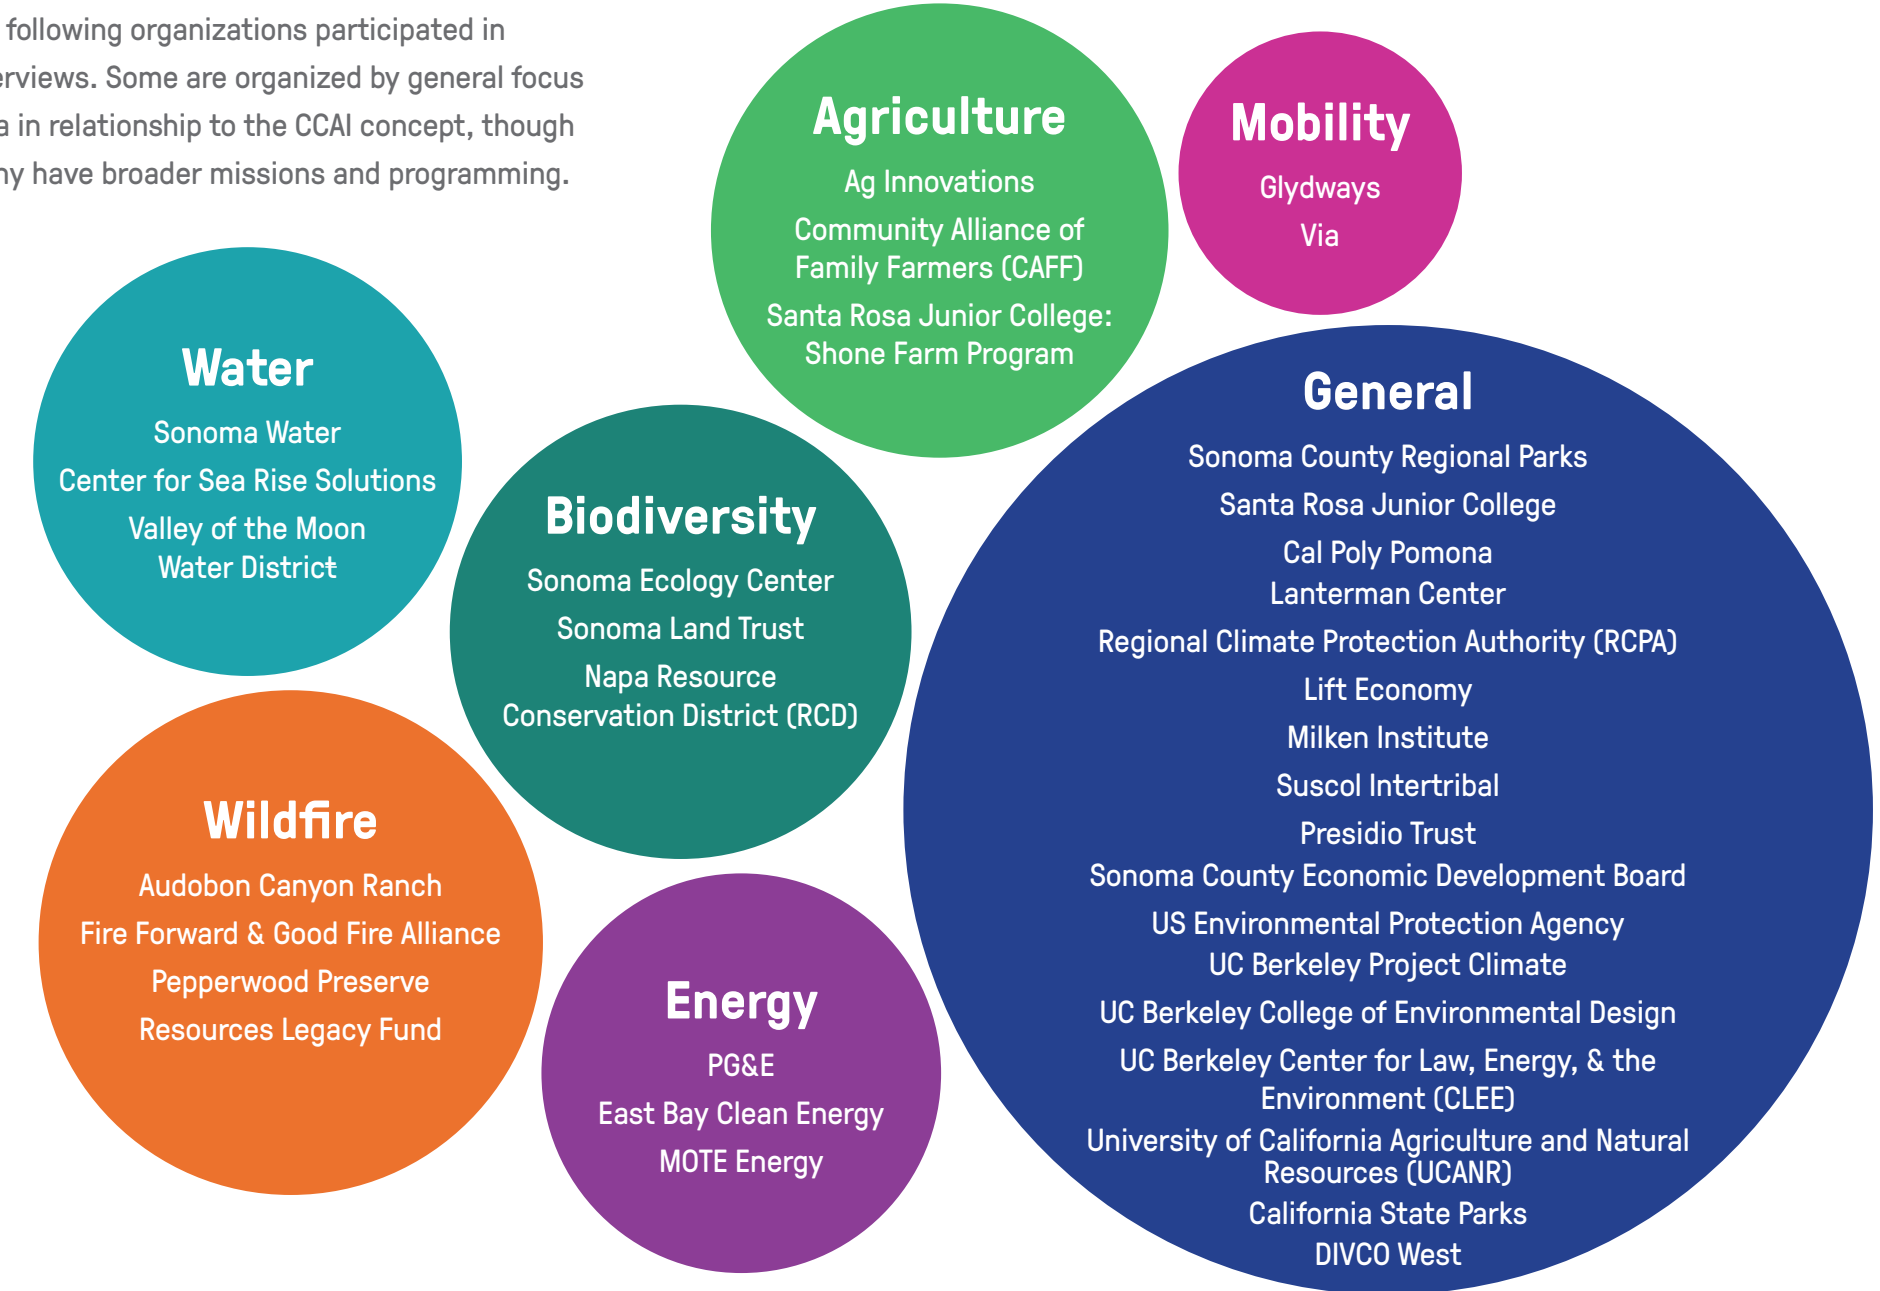 following organizations participated in
erviews. Some are organized by general focus
a in relationship to the CCAI concept, though
ny have broader missions and programming.
Agriculture
Ag Innovations
Community Alliance of
Family Farmers (CAFF)
Santa Rosa Junior College:
Shone Farm Program
Mobility
Glydways
Via
Water
Sonoma Water
Center for Sea Rise Solutions
Valley of the Moon
Water District
Biodiversity
Sonoma Ecology Center
Sonoma Land Trust
Napa Resource
Conservation District (RCD)
General
Sonoma County Regional Parks
Santa Rosa Junior College
Cal Poly Pomona
Lanterman Center
Regional Climate Protection Authority (RCPA)
Lift Economy
Milken Institute
Suscol Intertribal
Presidio Trust
Sonoma County Economic Development Board
US Environmental Protection Agency
UC Berkeley Project Climate
UC Berkeley College of Environmental Design
UC Berkeley Center for Law, Energy, & the
Environment (CLEE)
University of California Agriculture and Natural
Resources (UCANR)
California State Parks
DIVCO West
Wildfire
Audobon Canyon Ranch
Fire Forward & Good Fire Alliance
Pepperwood Preserve
Resources Legacy Fund
Energy
PG&E
East Bay Clean Energy
MOTE Energy